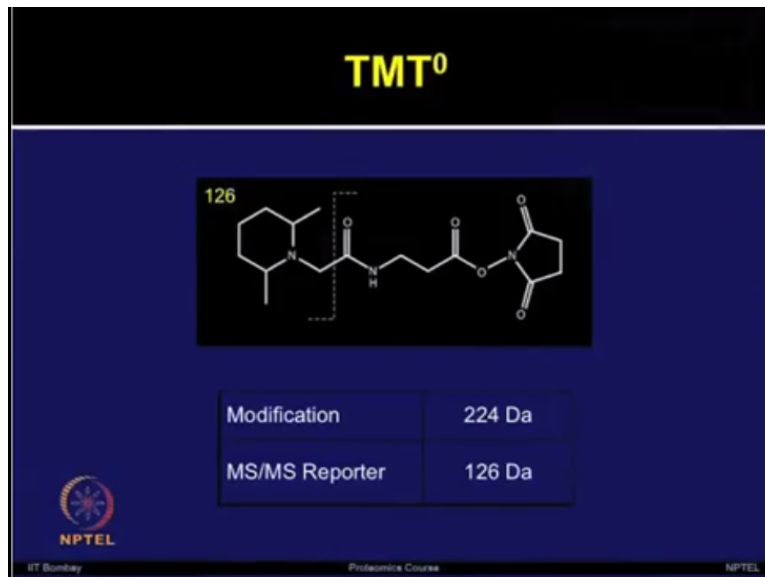 TMT⁰
126
O
O
O
N
N
H
O
N
O
Modification 224 Da
MS/MS Reporter 126 Da
NPTEL
IIT Bombay Proteomics Course NPTEL